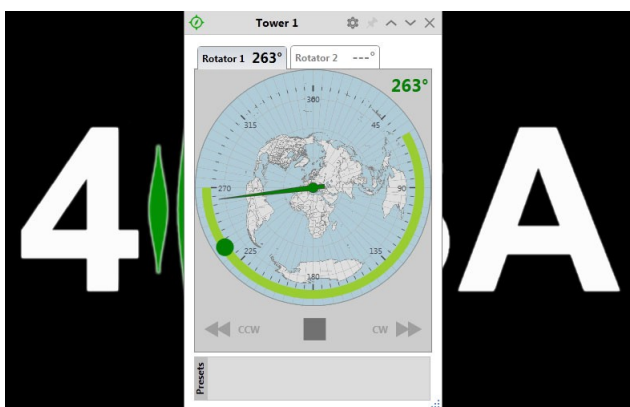 Tower 1
Rotator 1 263°
Rotator 2 ---°
263°
360
45
90
135
180
225
270
315
CCW
CW
Presets
4
A